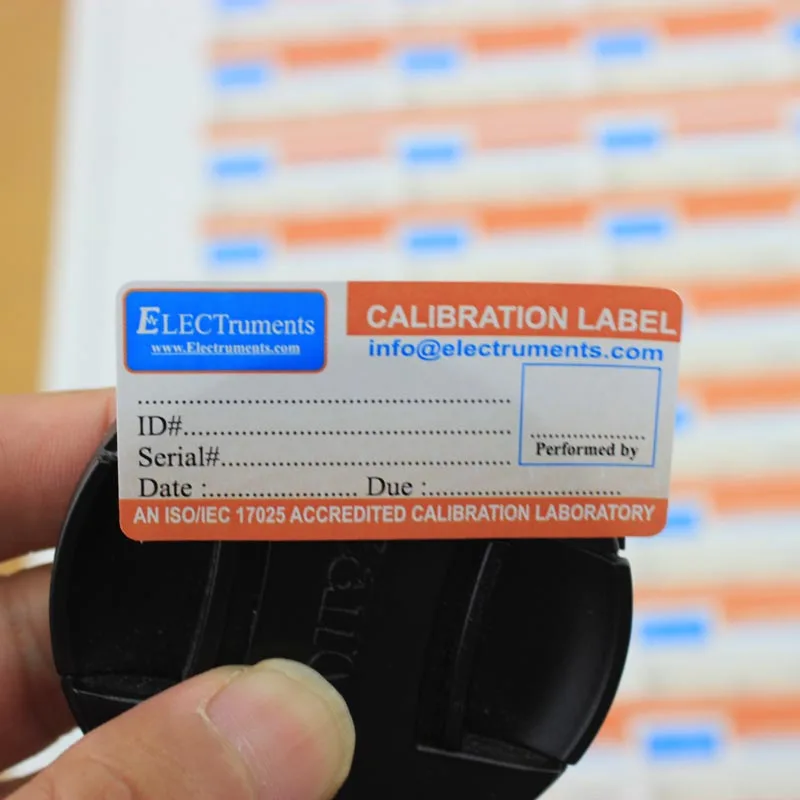 ELECTruments
www.Electruments.com
CALIBRATION LABEL
info@electruments.com
................................................
ID#..........................................
Serial#.....................................
Performed by
Date :..................... Due :...........................
AN ISO/IEC 17025 ACCREDITED CALIBRATION LABORATORY